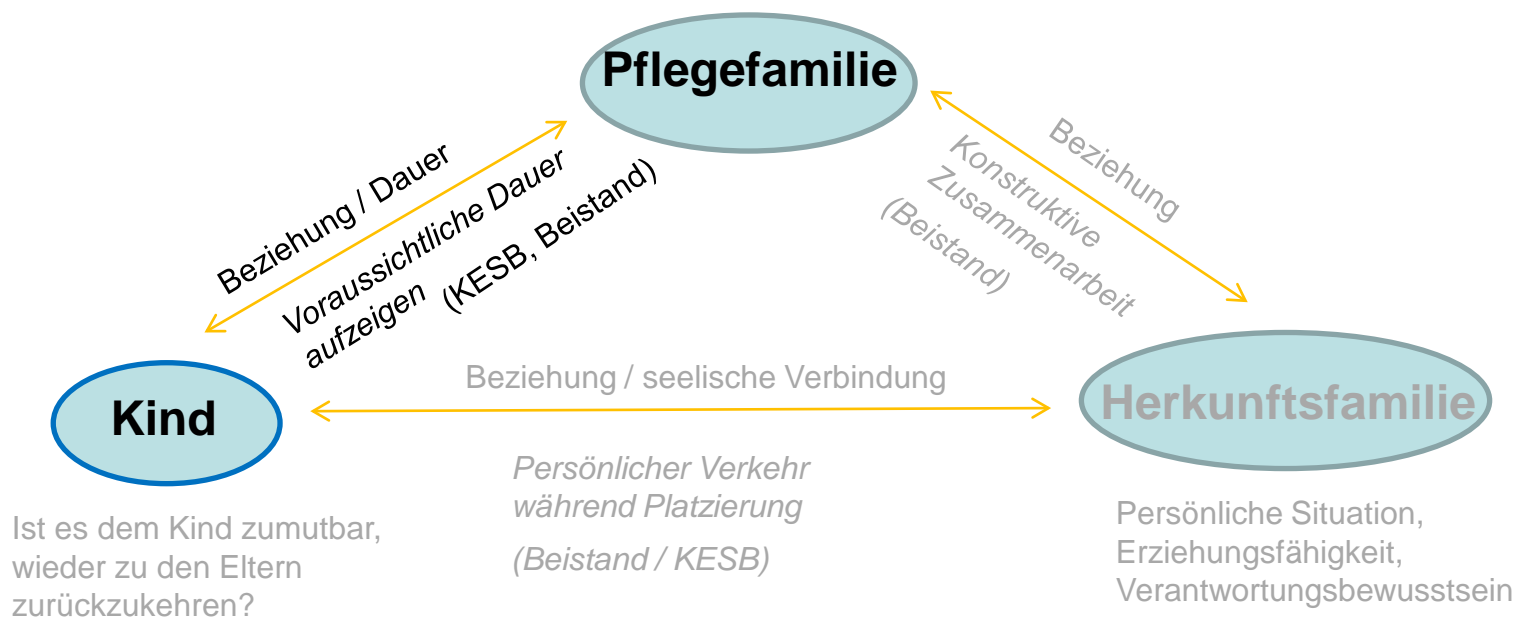 Pflegefamilie
Beziehung / Dauer
Voraussichtliche Dauer
aufzeigen (KESB, Beistand)
Beziehung
Konstruktive
Zusammenarbeit
(Beistand)
Kind
Beziehung / seelische Verbindung
Herkunftsfamilie
Persönlicher Verkehr
während Platzierung
(Beistand / KESB)
Ist es dem Kind zumutbar,
wieder zu den Eltern
zurückzukehren?
Persönliche Situation,
Erziehungsfähigkeit,
Verantwortungsbewusstsein